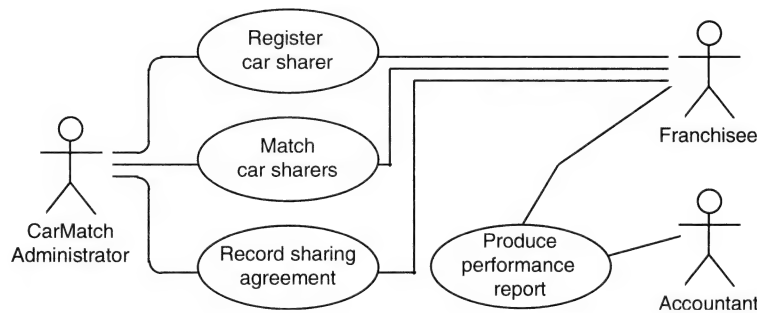 Register
car sharer
Match
car sharers
Record sharing
agreement
Produce
performance
report
CarMatch
Administrator
Franchisee
Accountant